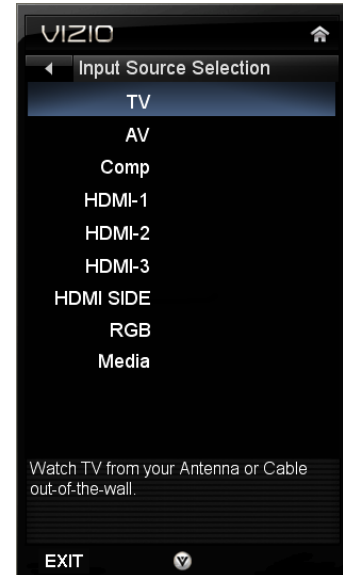 VIZIO
Input Source Selection
TV
AV
Comp
HDMI-1
HDMI-2
HDMI-3
HDMI SIDE
RGB
Media
Watch TV from your Antenna or Cable
out-of-the-wall.
EXIT
V